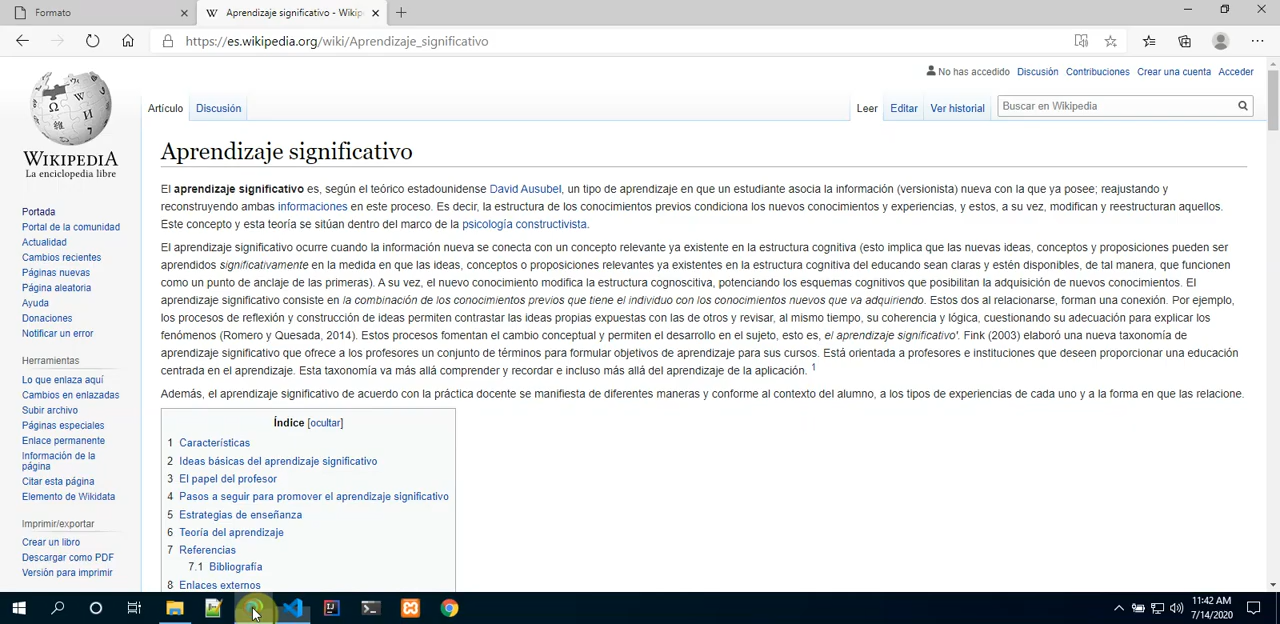 Formato
Aprendizaje significativo - Wikip
https://es.wikipedia.org/wiki/Aprendizaje_significativo
No has accedido Discusión Contribuciones Crear una cuenta Acceder
Artículo Discusión Leer Editar Ver historial Buscar en Wikipedia
WIKIPEDIA
La enciclopedia libre
Portada
Portal de la comunidad
Actualidad
Cambios recientes
Páginas nuevas
Página aleatoria
Ayuda
Donaciones
Notificar un error
Herramientas
Lo que enlaza aquí
Cambios en enlazadas
Subir archivo
Páginas especiales
Enlace permanente
Información de la
página
Citar esta página
Elemento de Wikidata
Imprimir/exportar
Crear un libro
Descargar como PDF
Versión para imprimir
Aprendizaje significativo
El aprendizaje significativo es, según el teórico estadounidense David Ausubel, un tipo de aprendizaje en que un estudiante asocia la información (versionista) nueva con la que ya posee; reajustando y
reconstruyendo ambas informaciones en este proceso. Es decir, la estructura de los conocimientos previos condiciona los nuevos conocimientos y experiencias, y estos, a su vez, modifican y reestructuran aquellos.
Este concepto y esta teoría se sitúan dentro del marco de la psicología constructivista.
El aprendizaje significativo ocurre cuando la información nueva se conecta con un concepto relevante ya existente en la estructura cognitiva (esto implica que las nuevas ideas, conceptos y proposiciones pueden ser
aprendidos significativamente en la medida en que las ideas, conceptos o proposiciones relevantes ya existentes en la estructura cognitiva del educando sean claras y estén disponibles, de tal manera, que funcionen
como un punto de anclaje de las primeras). A su vez, el nuevo conocimiento modifica la estructura cognoscitiva, potenciando los esquemas cognitivos que posibilitan la adquisición de nuevos conocimientos. El
aprendizaje significativo consiste en la combinación de los conocimientos previos que tiene el individuo con los conocimientos nuevos que va adquiriendo. Estos dos al relacionarse, forman una conexión. Por ejemplo,
los procesos de reflexión y construcción de ideas permiten contrastar las ideas propias expuestas con las de otros y revisar, al mismo tiempo, su coherencia y lógica, cuestionando su adecuación para explicar los
fenómenos (Romero y Quesada, 2014). Estos procesos fomentan el cambio conceptual y permiten el desarrollo en el sujeto, esto es, el aprendizaje significativo'. Fink (2003) elaboró una nueva taxonomía de
aprendizaje significativo que ofrece a los profesores un conjunto de términos para formular objetivos de aprendizaje para sus cursos. Está orientada a profesores e instituciones que deseen proporcionar una educación
centrada en el aprendizaje. Esta taxonomía va más allá comprender y recordar e incluso más allá del aprendizaje de la aplicación. 1
Además, el aprendizaje significativo de acuerdo con la práctica docente se manifiesta de diferentes maneras y conforme al contexto del alumno, a los tipos de experiencias de cada uno y a la forma en que las relacione.
Índice [ocultar]
1 Características
2 Ideas básicas del aprendizaje significativo
3 El papel del profesor
4 Pasos a seguir para promover el aprendizaje significativo
5 Estrategias de enseñanza
6 Teoría del aprendizaje
7 Referencias
7.1 Bibliografía
8 Enlaces externos
11:42 AM
7/14/2020